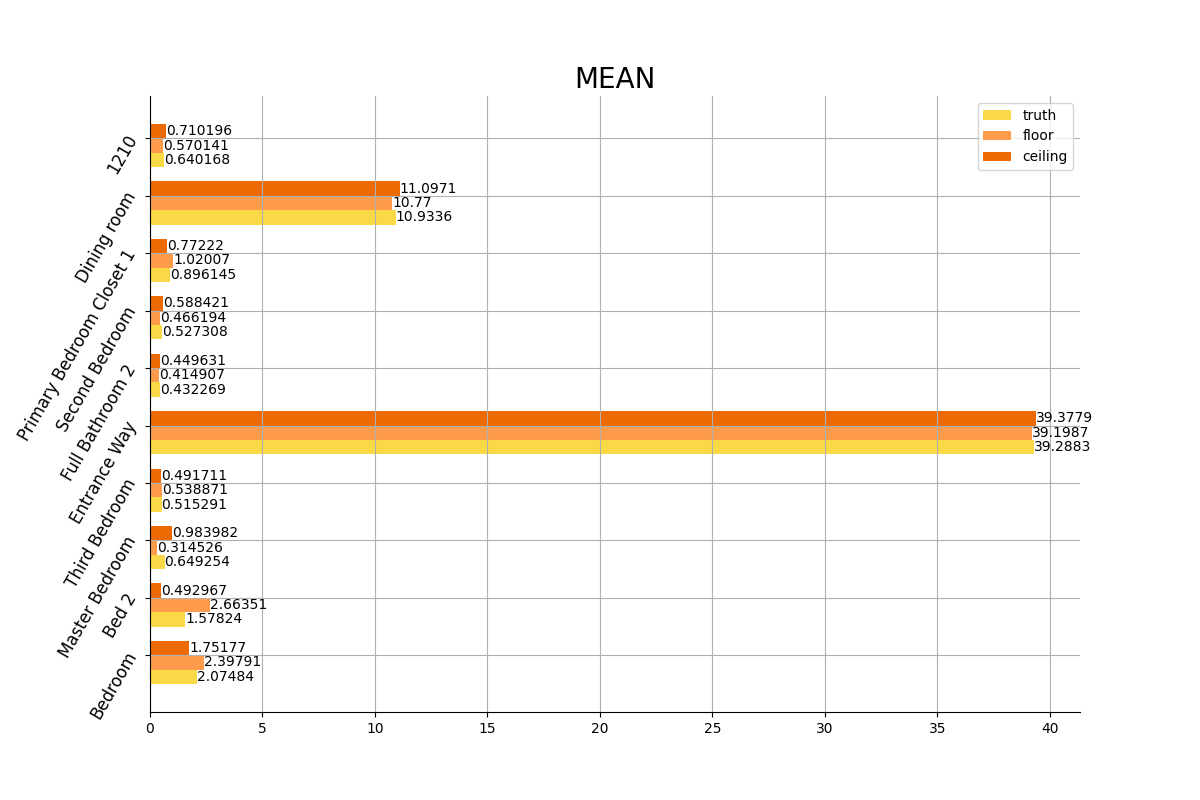 MEAN
truth
floor
ceiling
1210
0.710196
0.570141
0.640168
Dining room
11.0971
10.77
10.9336
Primary Bedroom Closet 1
0.77222
1.02007
0.896145
Second Bedroom
0.588421
0.466194
0.527308
Full Bathroom 2
0.449631
0.414907
0.432269
Entrance Way
39.3779
39.1987
39.2883
Third Bedroom
0.491711
0.538871
0.515291
Master Bedroom
0.983982
0.314526
0.649254
Bed 2
0.492967
2.66351
1.57824
Bedroom
1.75177
2.39791
2.07484
0 5 10 15 20 25 30 35 40